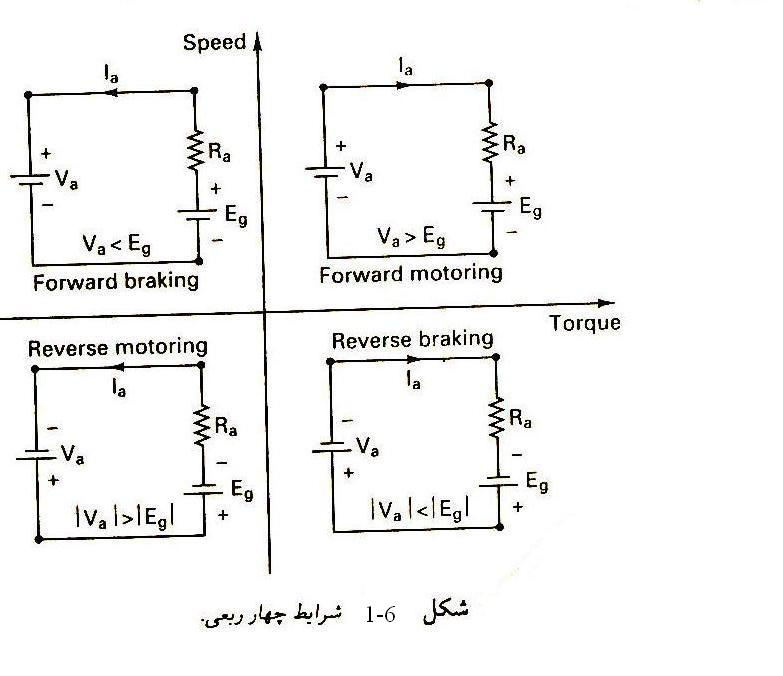 Speed
Ia
+
Va
−
Ra
+
Eg
−
Va < Eg
Forward braking
Ia
+
Va
−
Ra
+
Eg
−
Va > Eg
Forward motoring
Torque
Reverse motoring
Ia
−
Va
+
Ra
−
Eg
+
|Va|>|Eg|
Reverse braking
Ia
−
Va
+
Ra
−
Eg
+
|Va|<|Eg|
شکل 6-1 شرایط چهار ربعی.